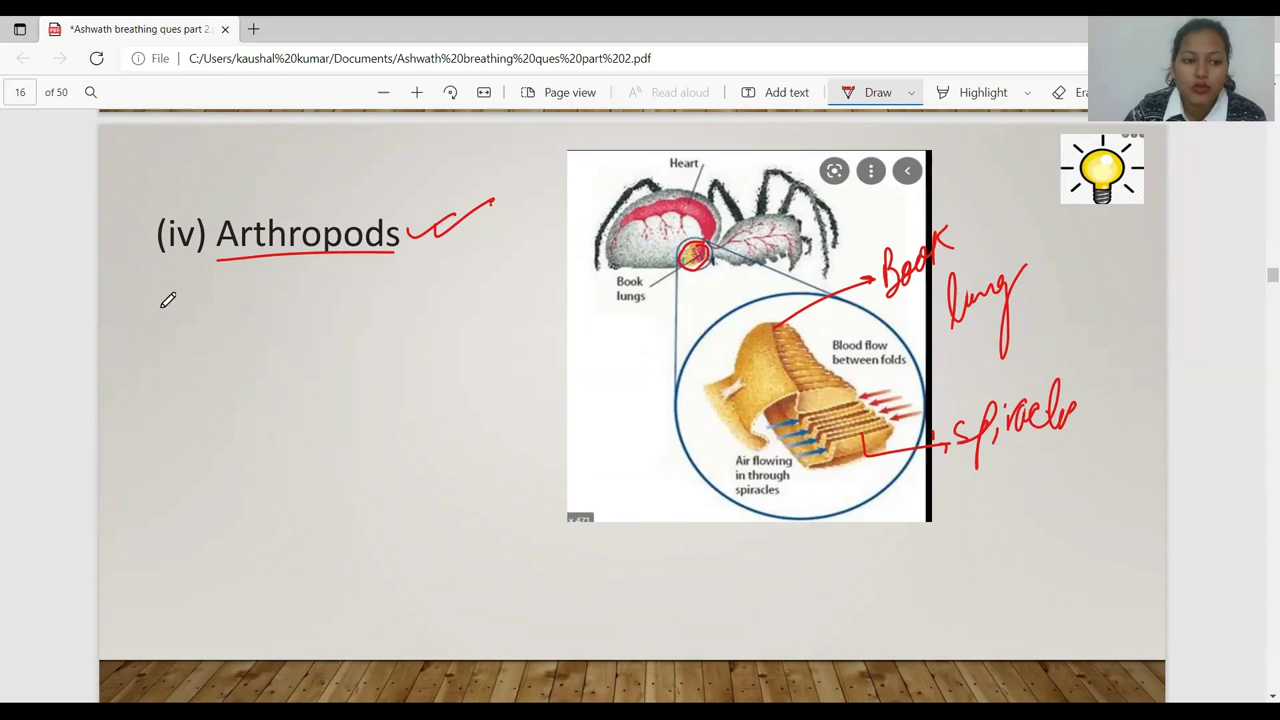 *Ashwath breathing ques part 2.
File
C:/Users/kaushal%20kumar/Documents/Ashwath%20breathing%20ques%20part%202.pdf
16 of 50
Page view
Read aloud
Add text
Draw
Highlight
Era
(iv) Arthropods
Heart
Book
lungs
Blood flow
between folds
Air flowing
in through
spiracles
Book
lung
spiracle